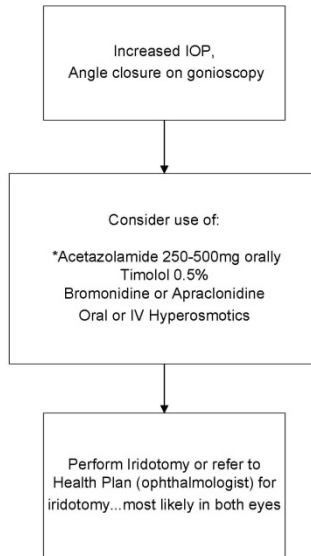 Increased IOP,
Angle closure on gonioscopy
Consider use of:
*Acetazolamide 250-500mg orally
Timolol 0.5%
Bromonidine or Apraclonidine
Oral or IV Hyperosmotics
Perform Iridotomy or refer to
Health Plan (ophthalmologist) for
iridotomy...most likely in both eyes